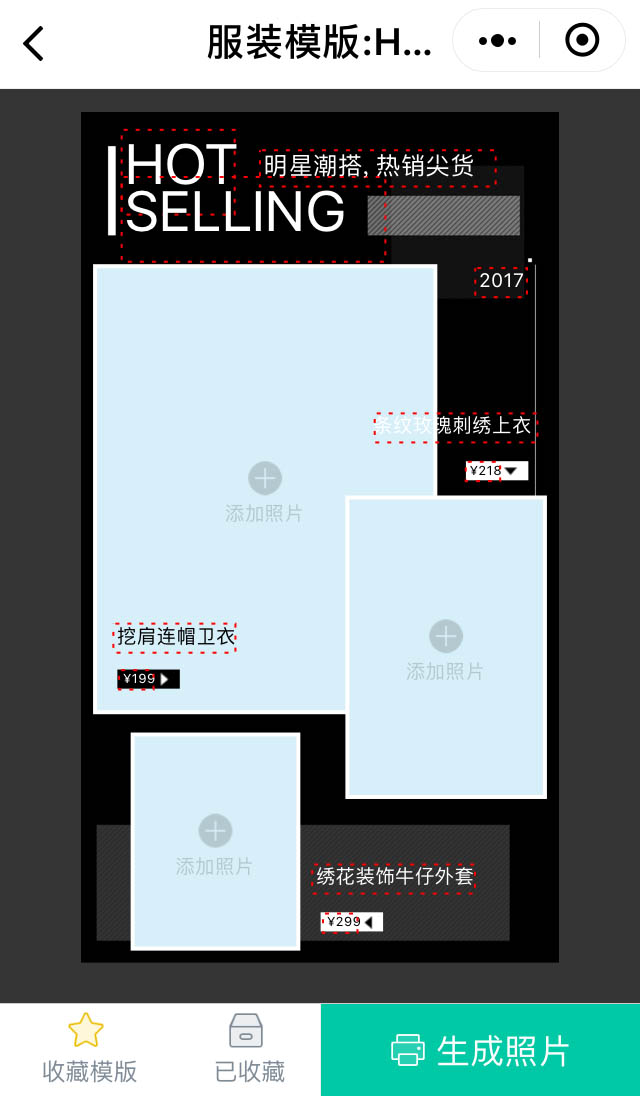 服装模版:H...
HOT
明星潮搭, 热销尖货
SELLING
2017
条纹玫瑰刺绣上衣
¥218
添加照片
挖肩连帽卫衣
添加照片
¥199
添加照片
绣花装饰牛仔外套
¥299
收藏模版
已收藏
生成照片